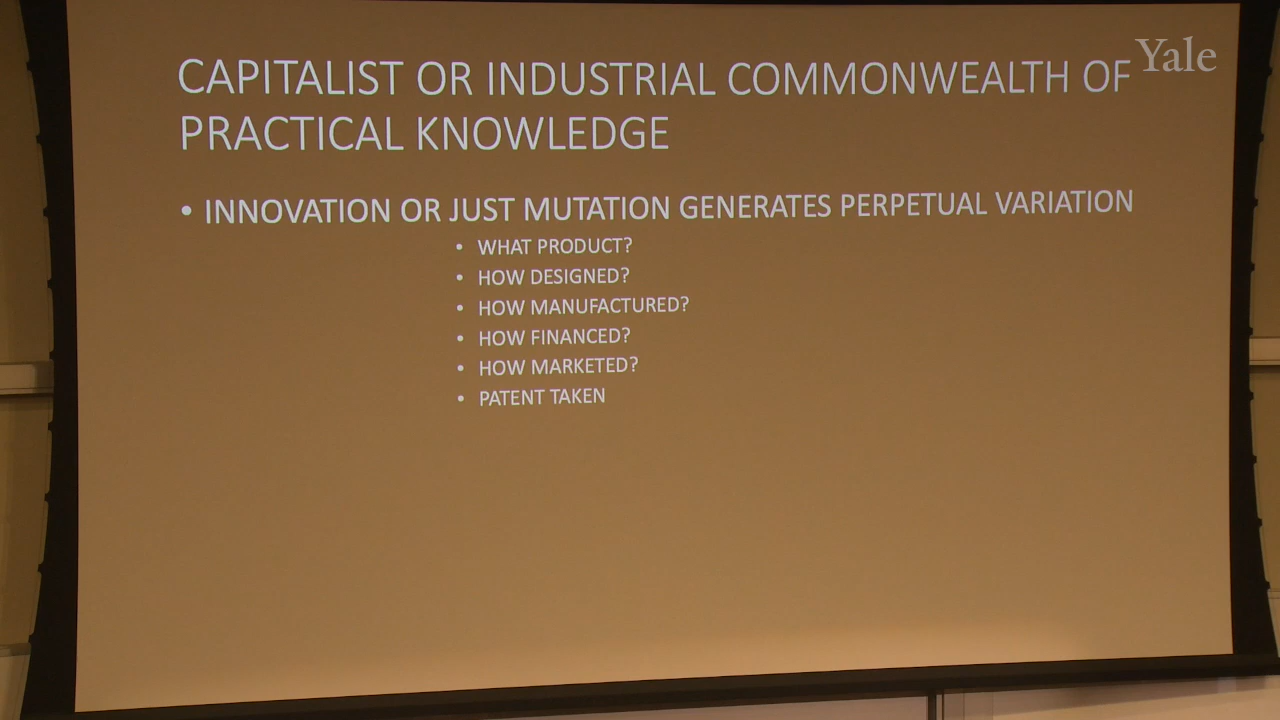 Yale
CAPITALIST OR INDUSTRIAL COMMONWEALTH OF
PRACTICAL KNOWLEDGE
• INNOVATION OR JUST MUTATION GENERATES PERPETUAL VARIATION
• WHAT PRODUCT?
• HOW DESIGNED?
• HOW MANUFACTURED?
• HOW FINANCED?
• HOW MARKETED?
• PATENT TAKEN